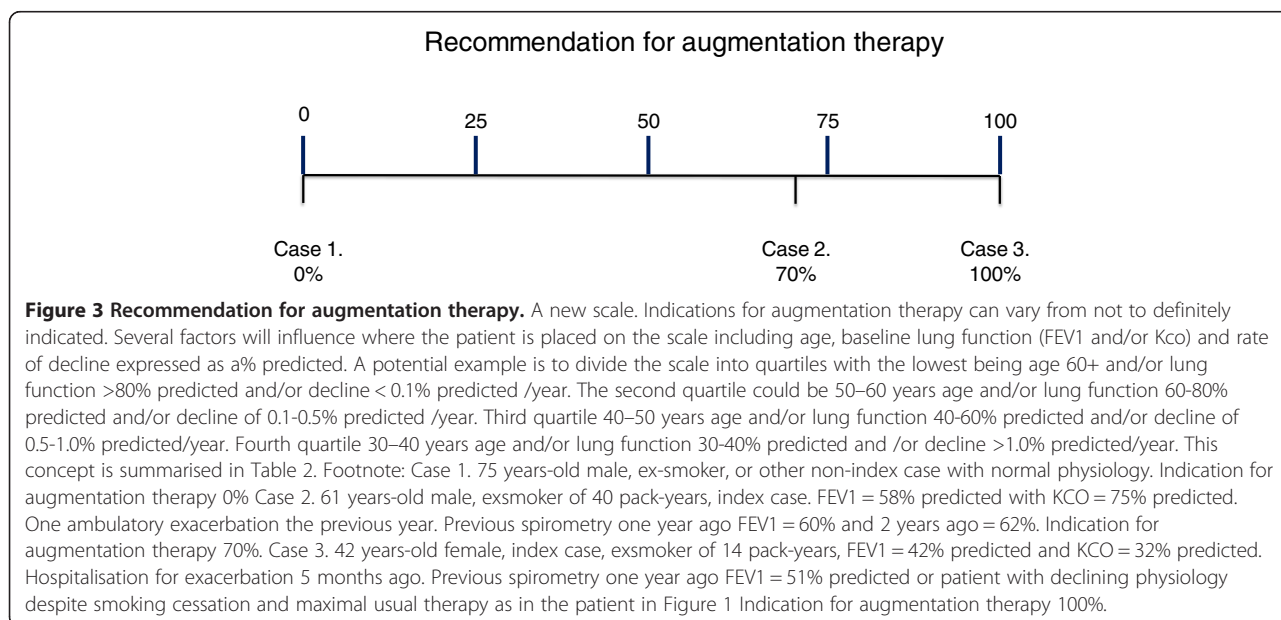 Recommendation for augmentation therapy
0 25 50 75 100
Case 1. Case 2. Case 3.
0% 70% 100%
Figure 3 Recommendation for augmentation therapy. A new scale. Indications for augmentation therapy can vary from not to definitely
indicated. Several factors will influence where the patient is placed on the scale including age, baseline lung function (FEV1 and/or Kco) and rate
of decline expressed as a% predicted. A potential example is to divide the scale into quartiles with the lowest being age 60+ and/or lung
function >80% predicted and/or decline < 0.1% predicted /year. The second quartile could be 50–60 years age and/or lung function 60-80%
predicted and/or decline of 0.1-0.5% predicted /year. Third quartile 40–50 years age and/or lung function 40-60% predicted and/or decline of
0.5-1.0% predicted/year. Fourth quartile 30–40 years age and/or lung function 30-40% predicted and /or decline >1.0% predicted/year. This
concept is summarised in Table 2. Footnote: Case 1. 75 years-old male, ex-smoker, or other non-index case with normal physiology. Indication for
augmentation therapy 0% Case 2. 61 years-old male, exsmoker of 40 pack-years, index case. FEV1 = 58% predicted with KCO = 75% predicted.
One ambulatory exacerbation the previous year. Previous spirometry one year ago FEV1 = 60% and 2 years ago = 62%. Indication for
augmentation therapy 70%. Case 3. 42 years-old female, index case, exsmoker of 14 pack-years, FEV1 = 42% predicted and KCO = 32% predicted.
Hospitalisation for exacerbation 5 months ago. Previous spirometry one year ago FEV1 = 51% predicted or patient with declining physiology
despite smoking cessation and maximal usual therapy as in the patient in Figure 1 Indication for augmentation therapy 100%.